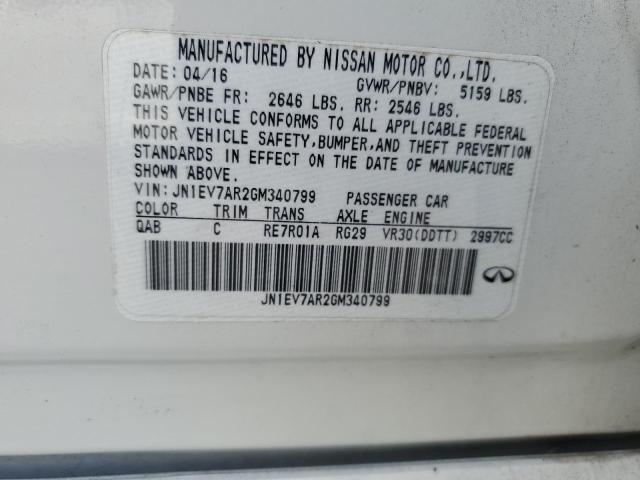 MANUFACTURED BY NISSAN MOTOR CO.,LTD.
DATE: 04/16 GVWR/PNBV: 5159 LBS.
GAWR/PNBE FR: 2646 LBS. RR: 2546 LBS.
THIS VEHICLE CONFORMS TO ALL APPLICABLE FEDERAL
MOTOR VEHICLE SAFETY,BUMPER,AND THEFT PREVENTION
STANDARDS IN EFFECT ON THE DATE OF MANUFACTURE
SHOWN ABOVE.
VIN: JN1EV7AR2GM340799 PASSENGER CAR
COLOR TRIM TRANS AXLE ENGINE
QAB C RE7R01A RG29 VR30(DDTT) 2997CC
JN1EV7AR2GM340799